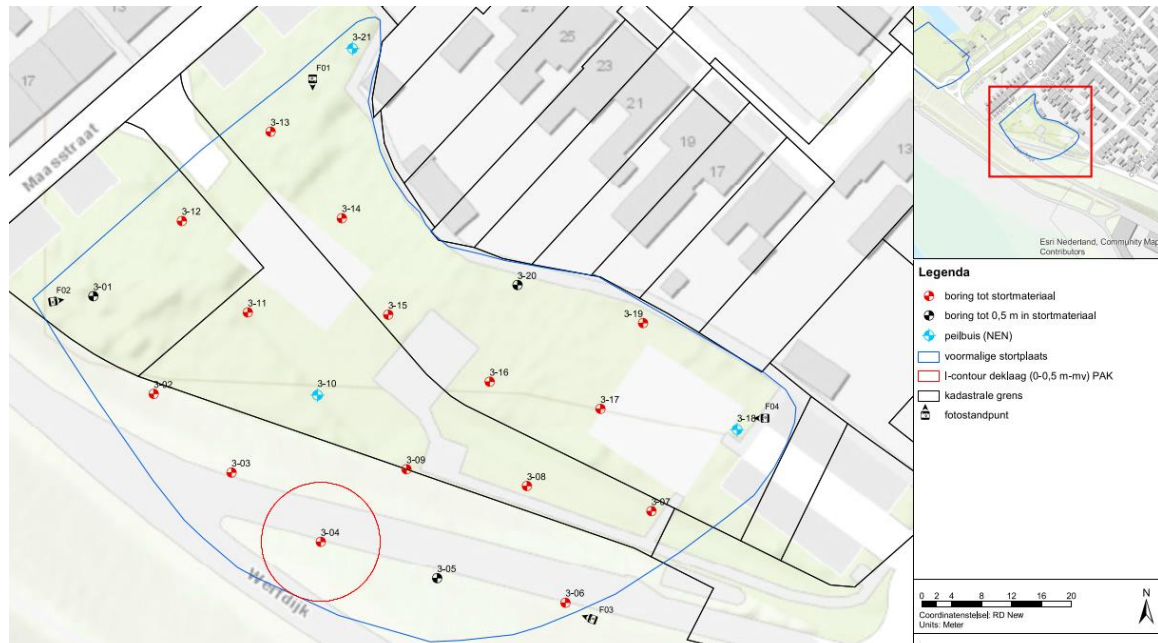 3-21
F01
17
25
23
21
19
17
13
3-13
Maasstraat
3-12
3-14
3-20
3-01
F02
3-11
3-15
3-19
3-02
3-10
3-16
3-17
3-18
F04
3-03
3-09
3-08
3-07
3-04
3-05
Werfdijk
3-06
F03
Esri Nederland, Community Map
Contributors
Legenda
boring tot stortmateriaal
boring tot 0,5 m in stortmateriaal
peilbuis (NEN)
voormalige stortplaats
I-contour deklaag (0-0,5 m-mv) PAK
kadastrale grens
fotostandpunt
0 2 4 8 12 16 20
Coordinatenstelsel: RD New
Units: Meter
N